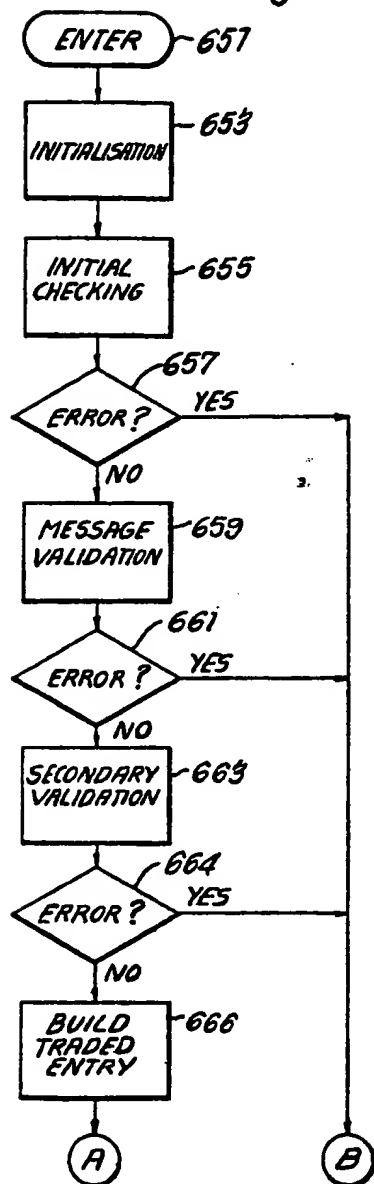 ENTER 651
INITIALISATION 653
INITIAL
CHECKING 655
657
ERROR? YES
NO
MESSAGE
VALIDATION 659
661
ERROR? YES
NO
SECONDARY
VALIDATION 663
664
ERROR? YES
NO
BUILD
TRADED
ENTRY 666
A B